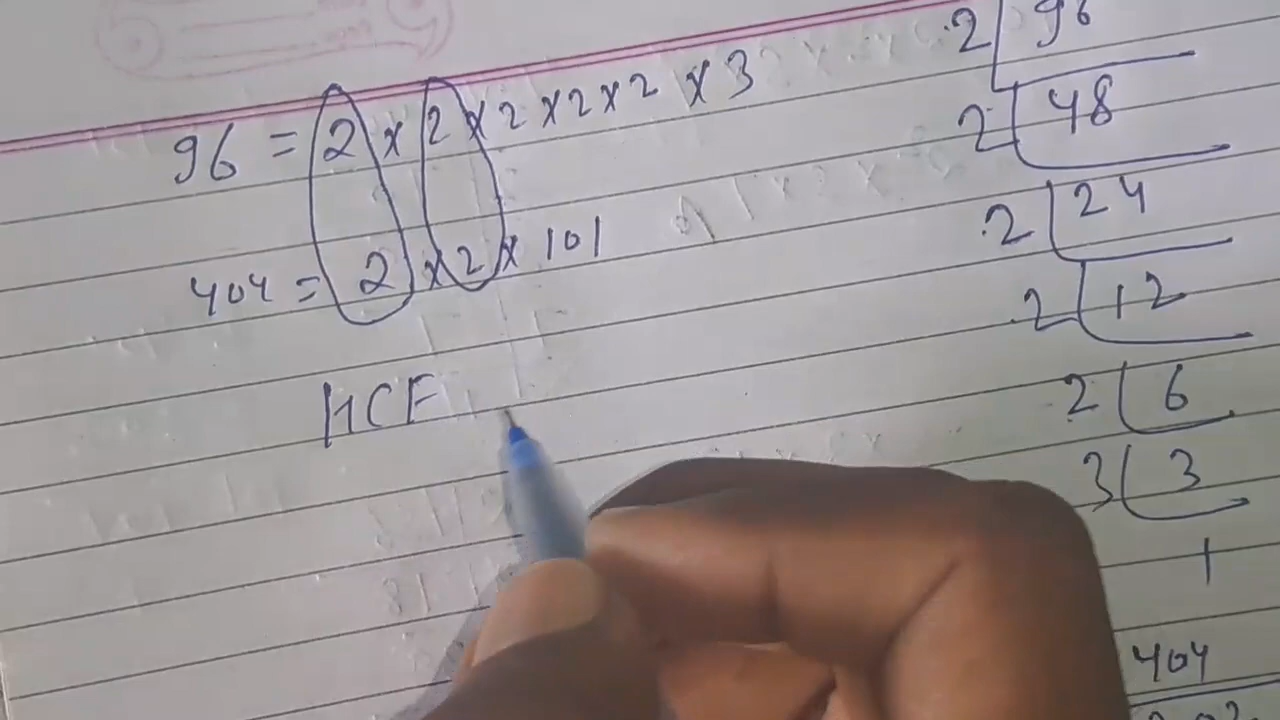 96 = 2 x 2 x 2 x 2 x 2 x 3
404 = 2 x 2 x 101
HCF
2 96
2 48
2 24
2 12
2 6
3 3
1
404